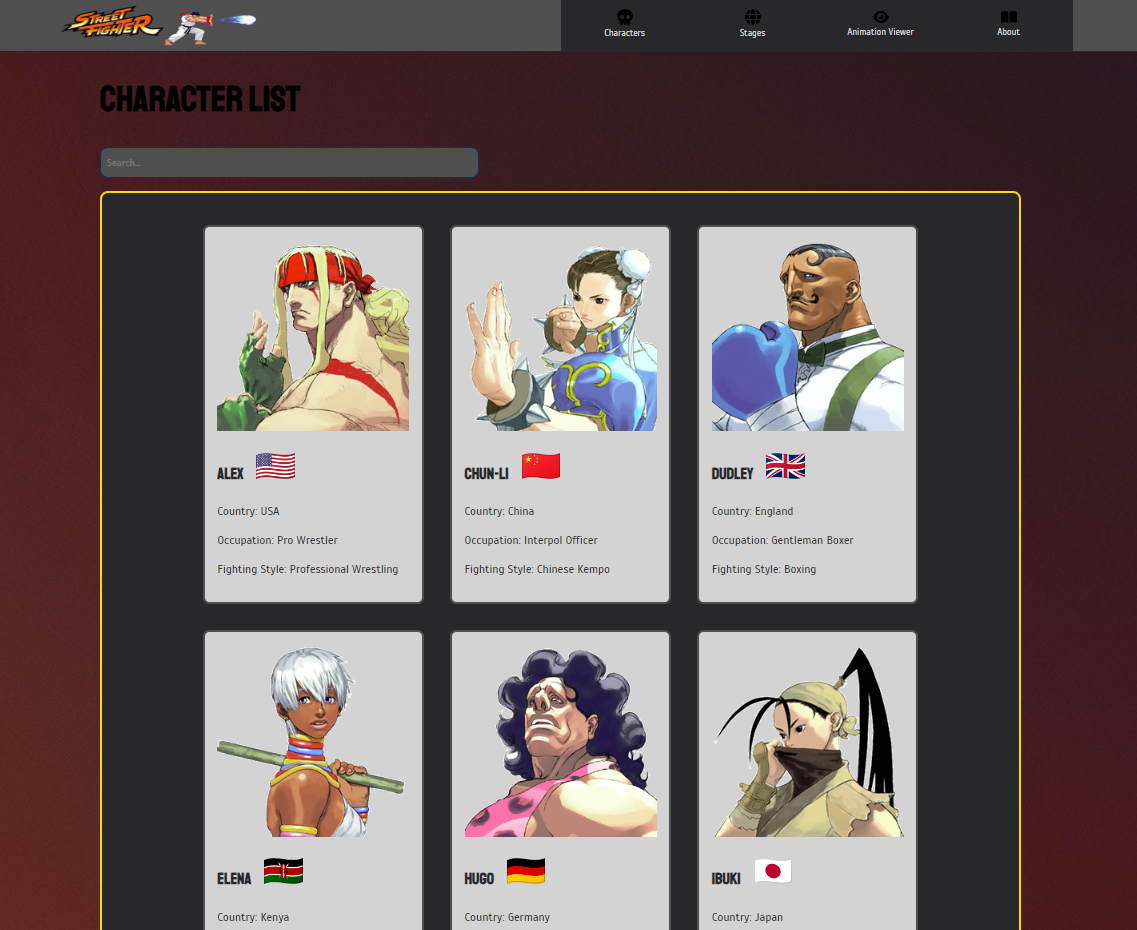 STREET
FIGHTER
Characters
Stages
Animation Viewer
About
CHARACTER LIST
Search...
ALEX
CHUN-LI
DUDLEY
Country: USA
Country: China
Country: England
Occupation: Pro Wrestler
Occupation: Interpol Officer
Occupation: Gentleman Boxer
Fighting Style: Professional Wrestling
Fighting Style: Chinese Kempo
Fighting Style: Boxing
ELENA
HUGO
IBUKI
Country: Kenya
Country: Germany
Country: Japan